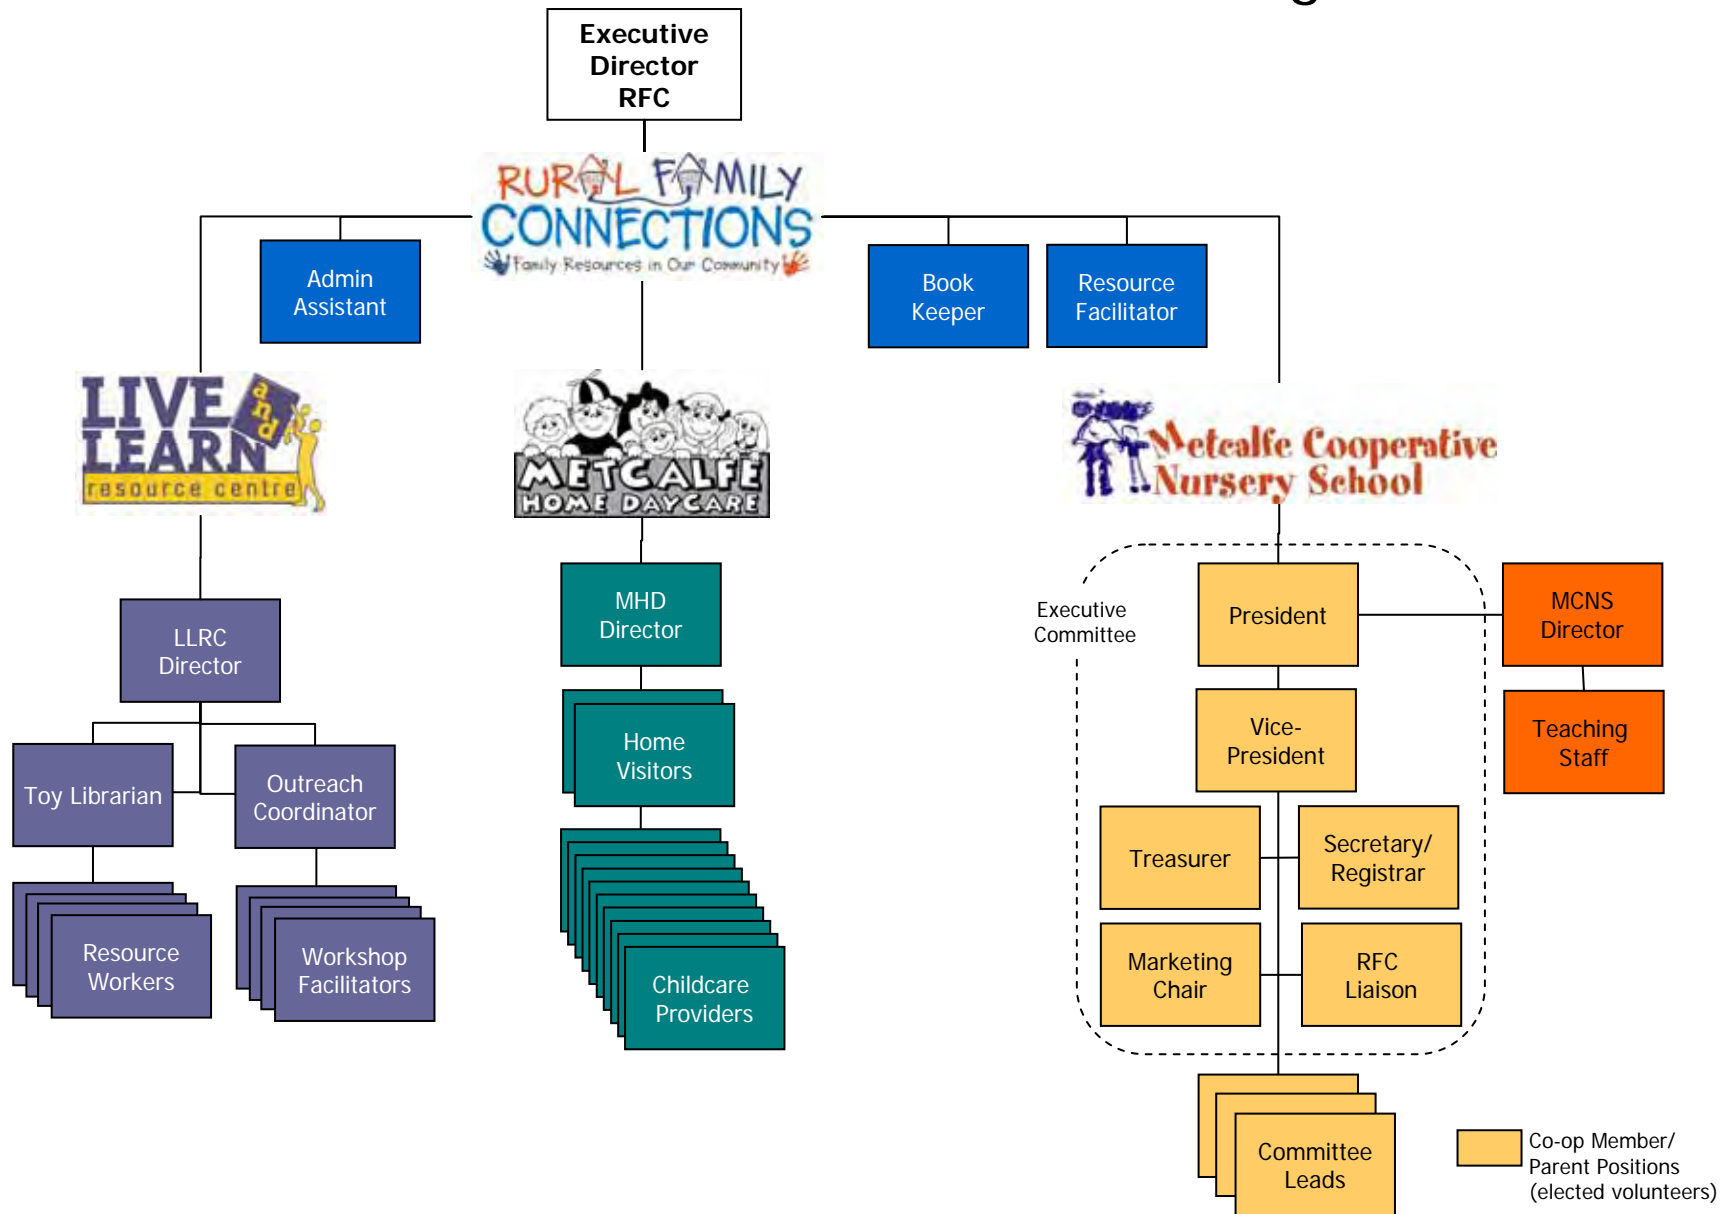 Executive
Director
RFC
RURAL FAMILY
CONNECTIONS
Family Resources in Our Community
Admin
Assistant
Book
Keeper
Resource
Facilitator
LIVE and
LEARN
resource centre
METCALFE
HOME DAYCARE
Metcalfe Cooperative
Nursery School
LLRC
Director
Toy Librarian
Outreach
Coordinator
Resource
Workers
Workshop
Facilitators
MHD
Director
Home
Visitors
Childcare
Providers
Executive
Committee
President
MCNS
Director
Vice-
President
Teaching
Staff
Treasurer
Secretary/
Registrar
Marketing
Chair
RFC
Liaison
Committee
Leads
Co-op Member/
Parent Positions
(elected volunteers)